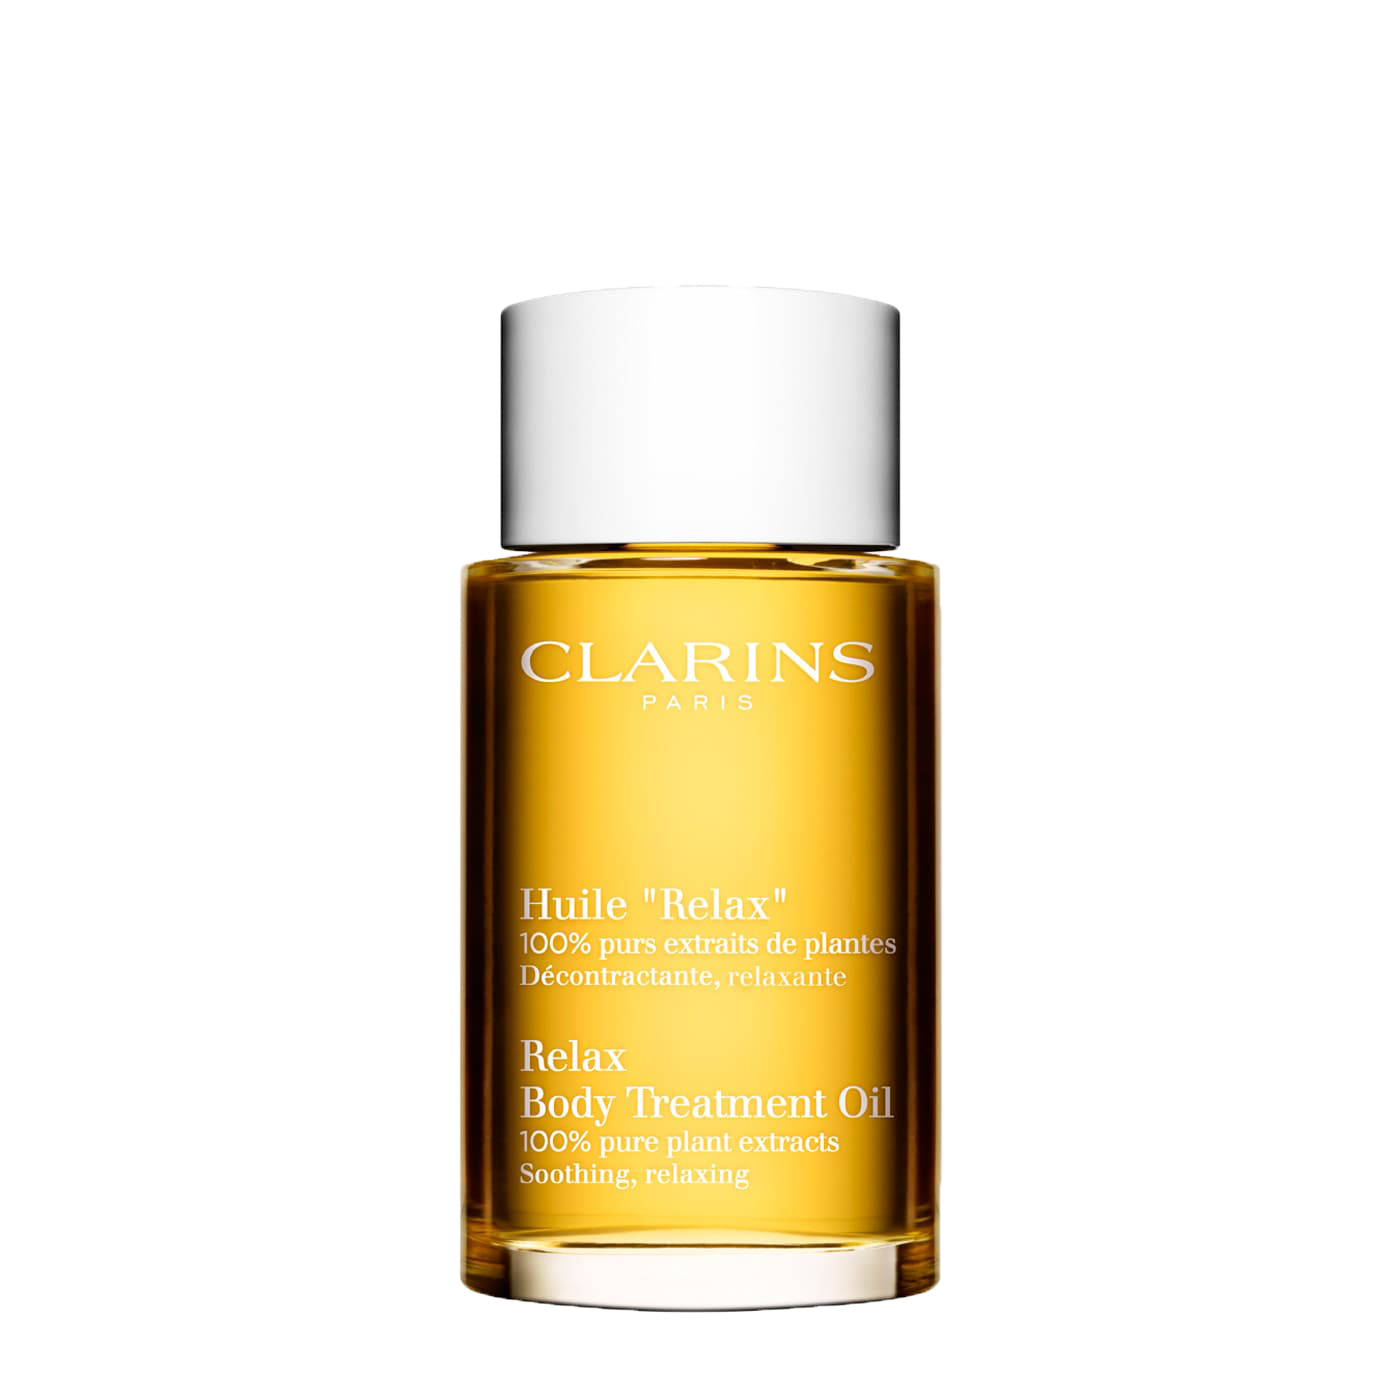 CLARINS
PARIS
Huile "Relax"
100% purs extraits de plantes
Décontractante, relaxante
Relax
Body Treatment Oil
100% pure plant extracts
Soothing, relaxing